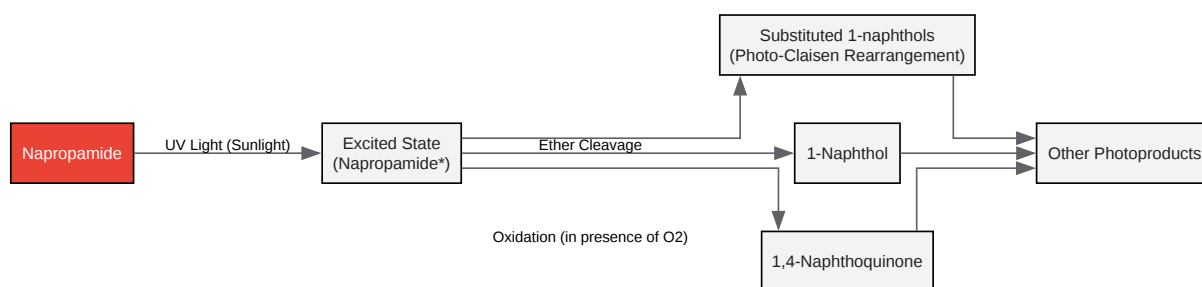 Substituted 1-naphthols
(Photo-Claisen Rearrangement)
Napropamide
UV Light (Sunlight)
Excited State
(Napropamide*)
Ether Cleavage
1-Naphthol
Other Photoproducts
Oxidation (in presence of O2)
1,4-Naphthoquinone